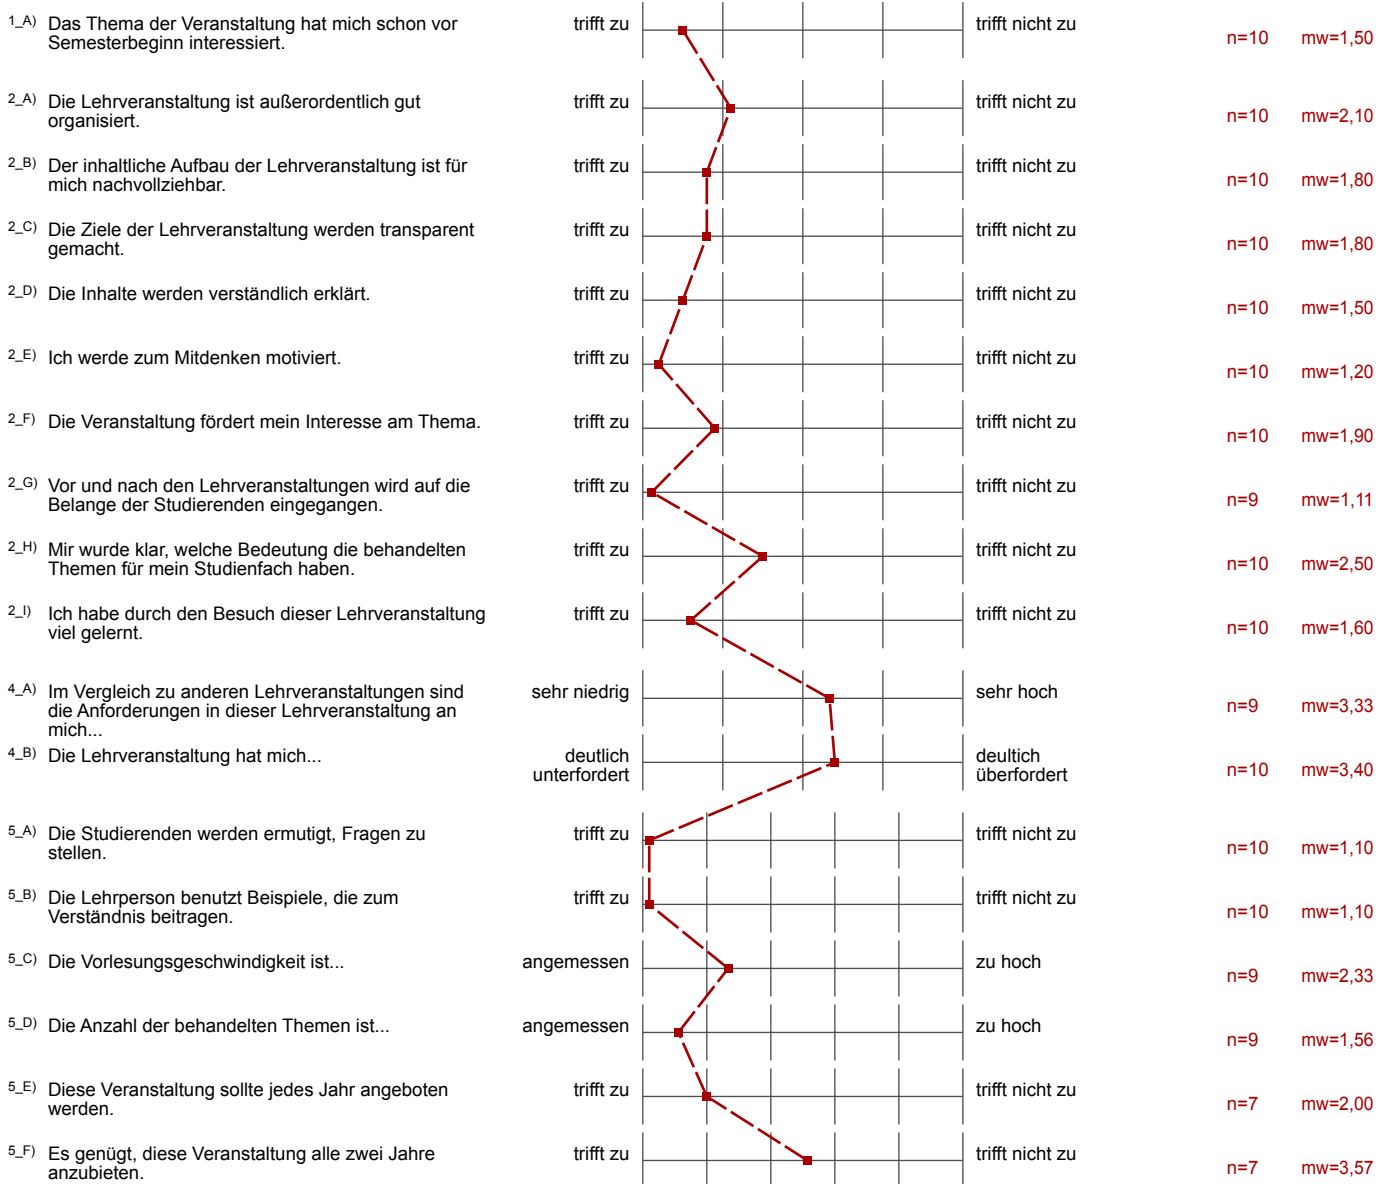 1_A) Das Thema der Veranstaltung hat mich schon vor trifft zu trifft nicht zu
Semesterbeginn interessiert. n=10 mw=1,50
2_A) Die Lehrveranstaltung ist außerordentlich gut trifft zu trifft nicht zu
organisiert. n=10 mw=2,10
2_B) Der inhaltliche Aufbau der Lehrveranstaltung ist für trifft zu trifft nicht zu
mich nachvollziehbar. n=10 mw=1,80
2_C) Die Ziele der Lehrveranstaltung werden transparent trifft zu trifft nicht zu
gemacht. n=10 mw=1,80
2_D) Die Inhalte werden verständlich erklärt. trifft zu trifft nicht zu
n=10 mw=1,50
2_E) Ich werde zum Mitdenken motiviert. trifft zu trifft nicht zu
n=10 mw=1,20
2_F) Die Veranstaltung fördert mein Interesse am Thema. trifft zu trifft nicht zu
n=10 mw=1,90
2_G) Vor und nach den Lehrveranstaltungen wird auf die trifft zu trifft nicht zu
Belange der Studierenden eingegangen. n=9 mw=1,11
2_H) Mir wurde klar, welche Bedeutung die behandelten trifft zu trifft nicht zu
Themen für mein Studienfach haben. n=10 mw=2,50
2_I) Ich habe durch den Besuch dieser Lehrveranstaltung trifft zu trifft nicht zu
viel gelernt. n=10 mw=1,60
4_A) Im Vergleich zu anderen Lehrveranstaltungen sind sehr niedrig sehr hoch
die Anforderungen in dieser Lehrveranstaltung an n=9 mw=3,33
mich...
4_B) Die Lehrveranstaltung hat mich... deutlich deultich
unterfordert überfordert n=10 mw=3,40
5_A) Die Studierenden werden ermutigt, Fragen zu trifft zu trifft nicht zu
stellen. n=10 mw=1,10
5_B) Die Lehrperson benutzt Beispiele, die zum trifft zu trifft nicht zu
Verständnis beitragen. n=10 mw=1,10
5_C) Die Vorlesungsgeschwindigkeit ist... angemessen zu hoch
n=9 mw=2,33
5_D) Die Anzahl der behandelten Themen ist... angemessen zu hoch
n=9 mw=1,56
5_E) Diese Veranstaltung sollte jedes Jahr angeboten trifft zu trifft nicht zu
werden. n=7 mw=2,00
5_F) Es genügt, diese Veranstaltung alle zwei Jahre trifft zu trifft nicht zu
anzubieten. n=7 mw=3,57